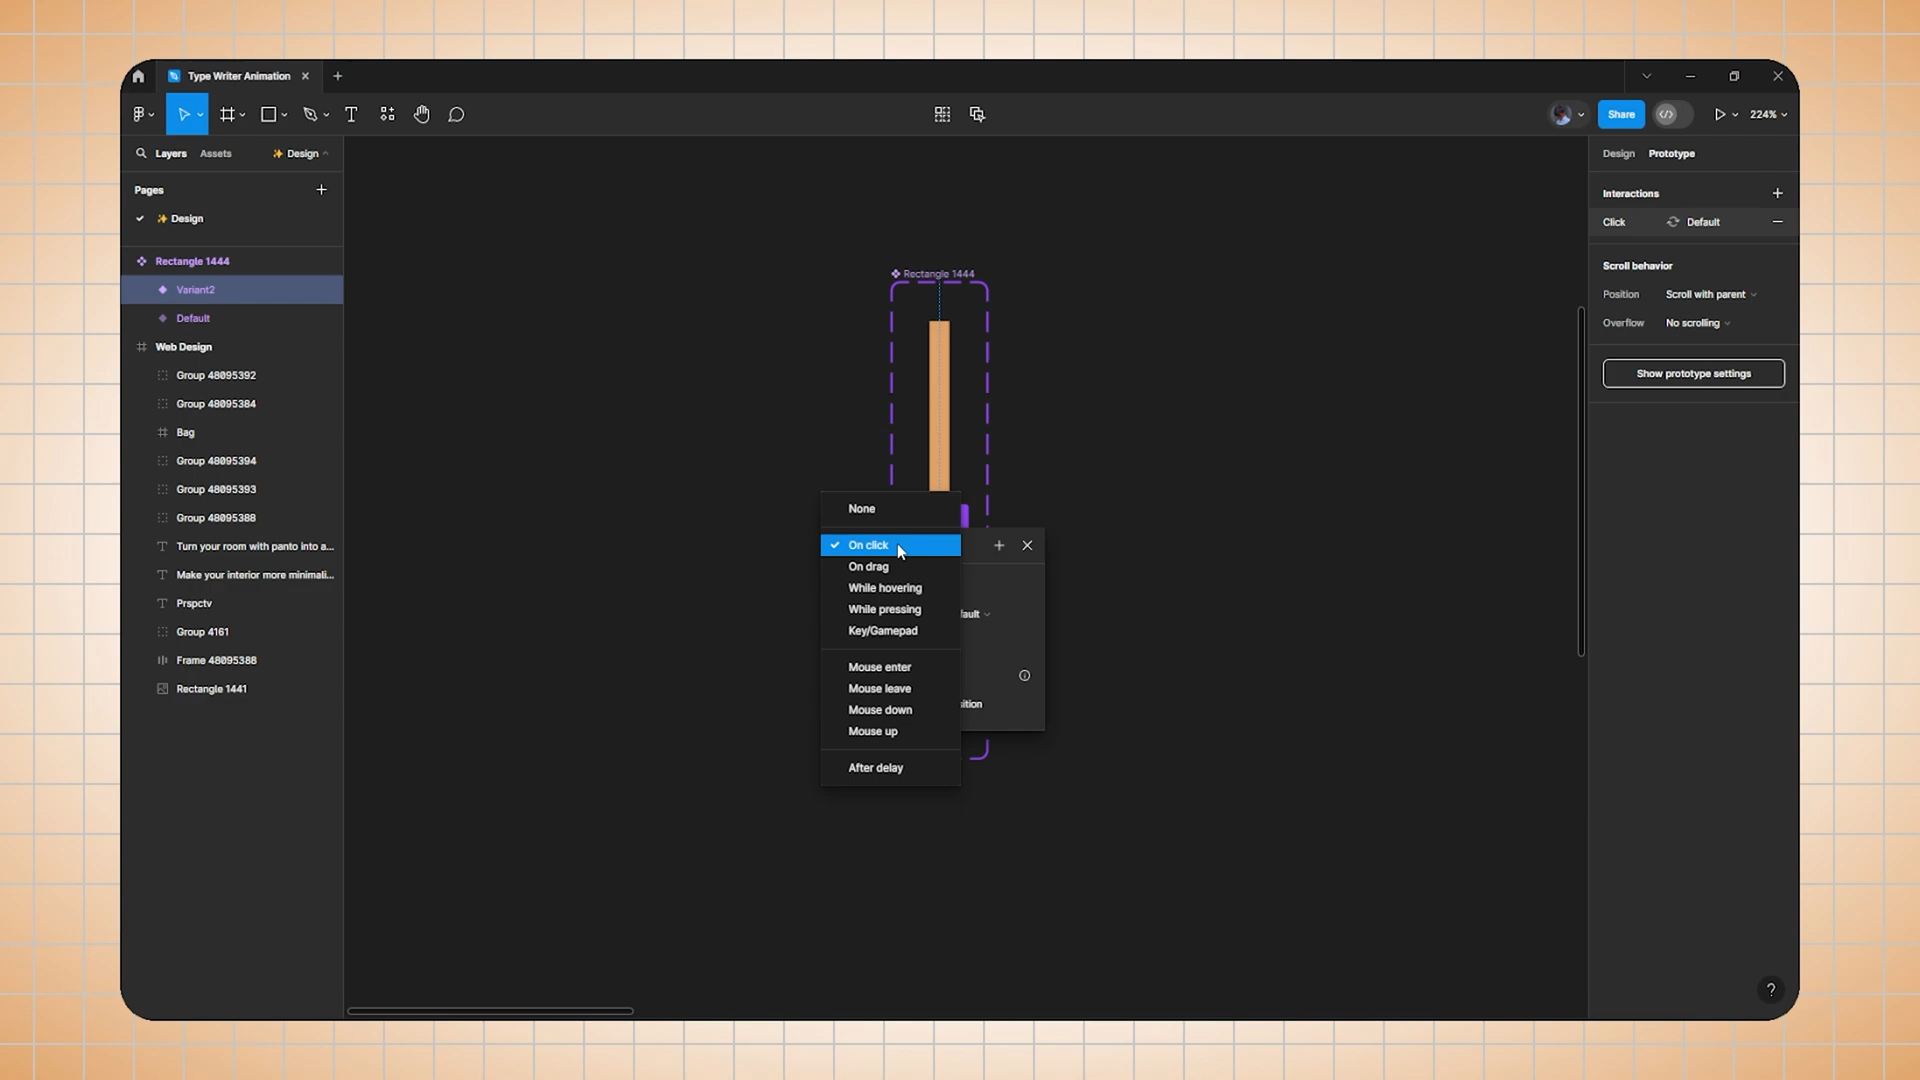 Type Writer Animation
Share
224%
Layers
Assets
✨ Design
Pages
✨ Design
Rectangle 1444
Variant2
Default
Web Design
Group 48095392
Group 48095384
Bag
Group 48095394
Group 48095393
Group 48095388
Turn your room with panto into a...
Make your interior more minimali...
Prspctv
Group 4161
Frame 48095388
Rectangle 1441
Rectangle 1444
None
On click
On drag
While hovering
While pressing
Key/Gamepad
Mouse enter
Mouse leave
Mouse down
Mouse up
After delay
fault
sition
Design
Prototype
Interactions
Click
Default
Scroll behavior
Position
Scroll with parent
Overflow
No scrolling
Show prototype settings
?